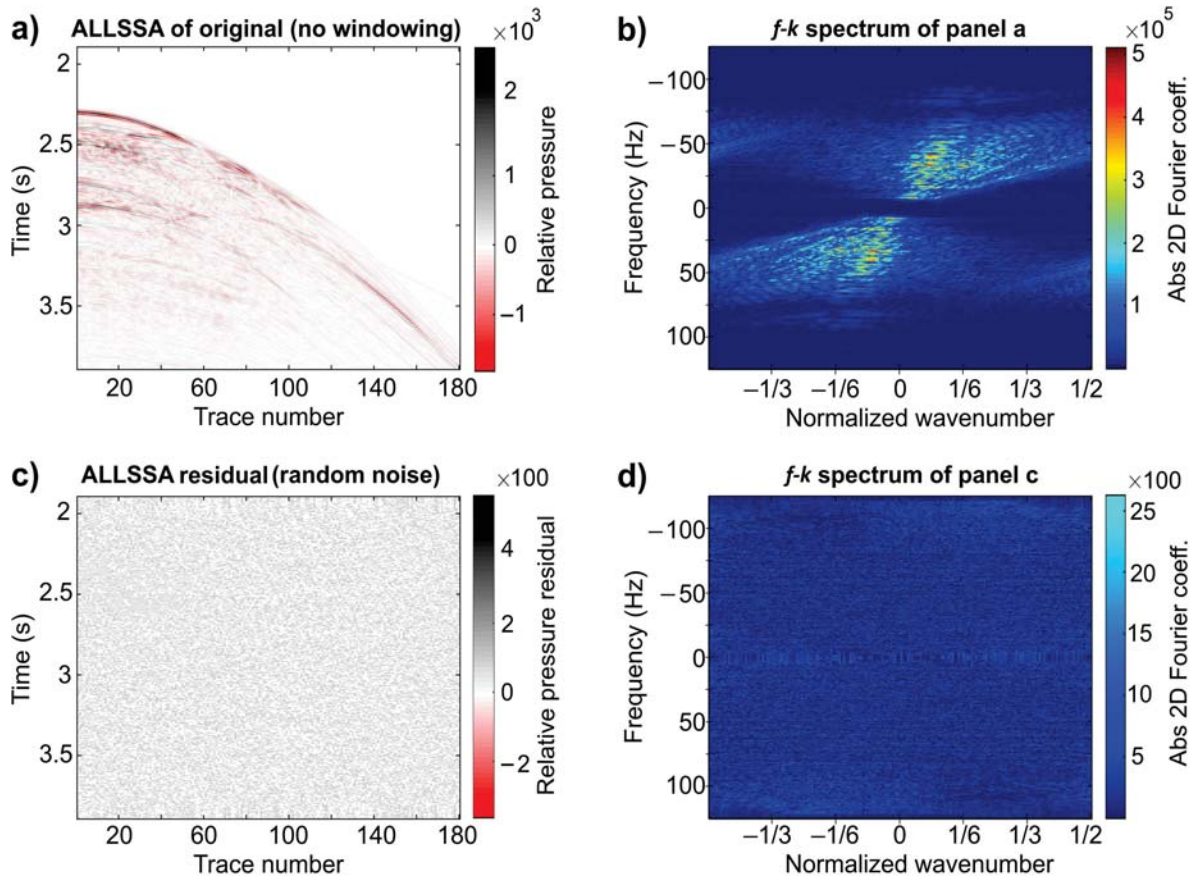 a) ALLSSA of original (no windowing)
×10³
2
2.5
3
3.5
Time (s)
20 60 100 140 180
Trace number
2
1
0
−1
Relative pressure
b) f-k spectrum of panel a
×10⁵
−100
−50
0
50
100
Frequency (Hz)
−1/3 −1/6 0 1/6 1/3 1/2
Normalized wavenumber
5
4
3
2
1
Abs 2D Fourier coeff.
c) ALLSSA residual (random noise)
×100
2
2.5
3
3.5
Time (s)
20 60 100 140 180
Trace number
4
2
0
−2
Relative pressure residual
d) f-k spectrum of panel c
×100
−100
−50
0
50
100
Frequency (Hz)
−1/3 −1/6 0 1/6 1/3 1/2
Normalized wavenumber
25
20
15
10
5
Abs 2D Fourier coeff.